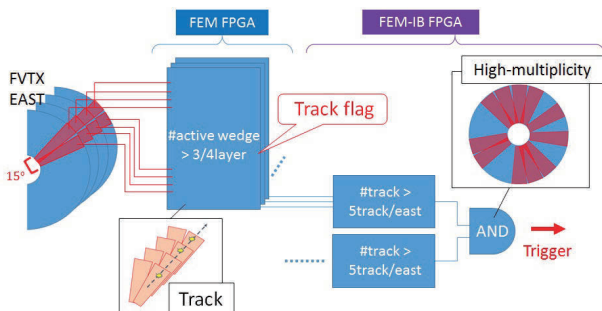 FEM FPGA
FEM-IB FPGA
FVTX
EAST
High-multiplicity
Track flag
#active wedge
> 3/4layer
15°
#track >
5track/east
AND
#track >
5track/east
Trigger
Track